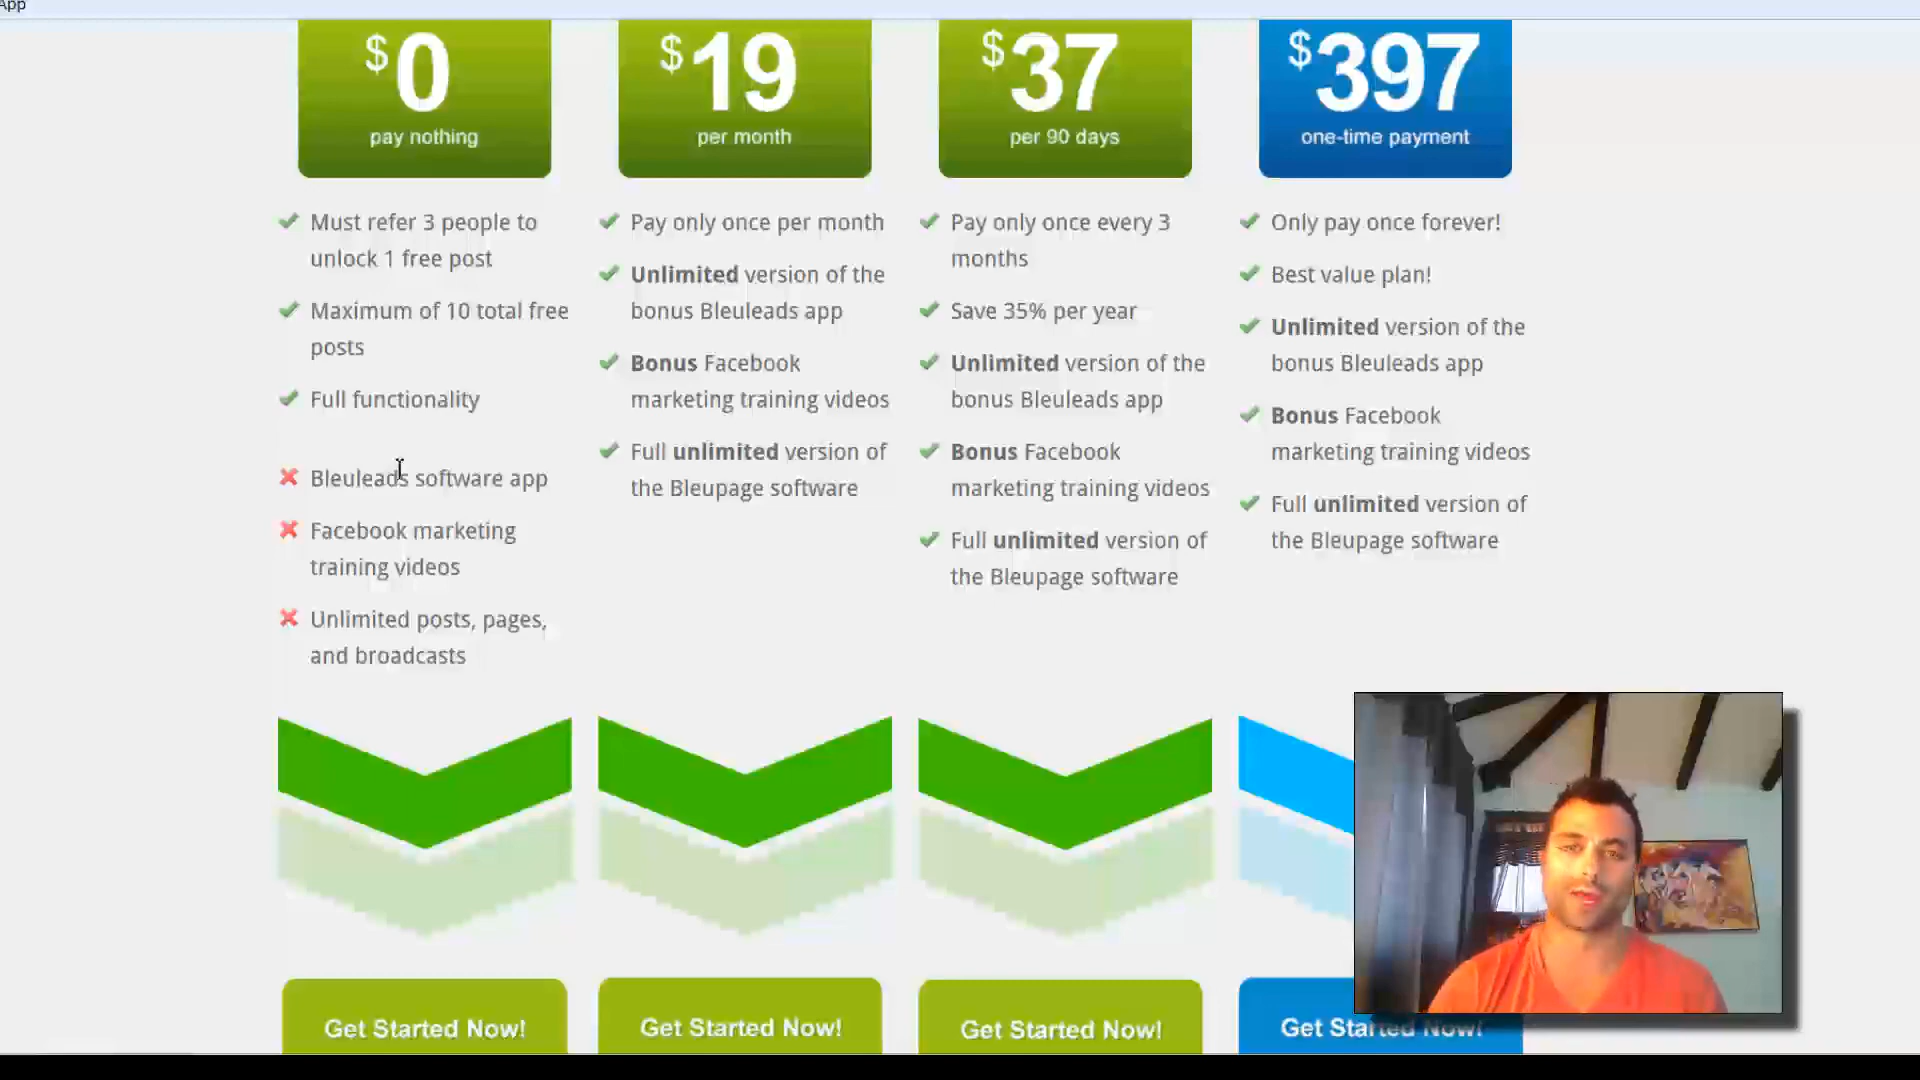 App
$0
pay nothing
Must refer 3 people to
unlock 1 free post
Maximum of 10 total free
posts
Full functionality
Bleuleads software app
Facebook marketing
training videos
Unlimited posts, pages,
and broadcasts
Get Started Now!
$19
per month
Pay only once per month
Unlimited version of the
bonus Bleuleads app
Bonus Facebook
marketing training videos
Full unlimited version of
the Bleupage software
Get Started Now!
$37
per 90 days
Pay only once every 3
months
Save 35% per year
Unlimited version of the
bonus Bleuleads app
Bonus Facebook
marketing training videos
Full unlimited version of
the Bleupage software
Get Started Now!
$397
one-time payment
Only pay once forever!
Best value plan!
Unlimited version of the
bonus Bleuleads app
Bonus Facebook
marketing training videos
Full unlimited version of
the Bleupage software
Get Started Now!